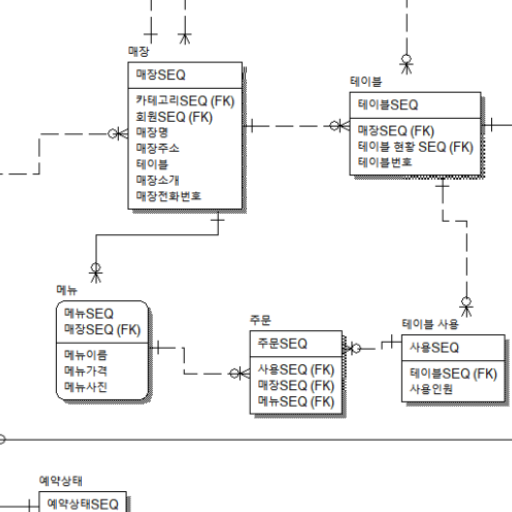 매장
매장SEQ
카테고리SEQ (FK)
회원SEQ (FK)
매장명
매장주소
테이블
매장소개
매장전화번호
테이블
테이블SEQ
매장SEQ (FK)
테이블 현황 SEQ (FK)
테이블번호
메뉴
메뉴SEQ
매장SEQ (FK)
메뉴이름
메뉴가격
메뉴사진
주문
주문SEQ
사용SEQ (FK)
매장SEQ (FK)
메뉴SEQ (FK)
테이블 사용
사용SEQ
테이블SEQ (FK)
사용인원
예약상태
예약상태SEQ